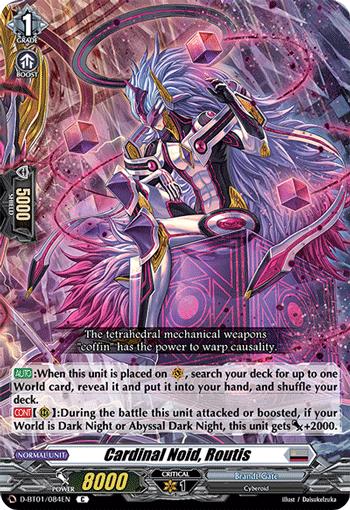 1
GRADE
BOOST
5000
SHIELD
The tetrahedral mechanical weapons
"coffin" has the power to warp causality.
AUTO:When this unit is placed on , search your deck for up to one
World card, reveal it and put it into your hand, and shuffle your
deck.
CONT :During the battle this unit attacked or boosted, if your
World is Dark Night or Abyssal Dark Night, this unit gets +2000.
NORMAL UNIT
Cardinal Noid, Routis
Brandt Gate
POWER 8000
CRITICAL
1
Cyberoid
D-BT01/084EN C
Illust / DaisukeIzuka